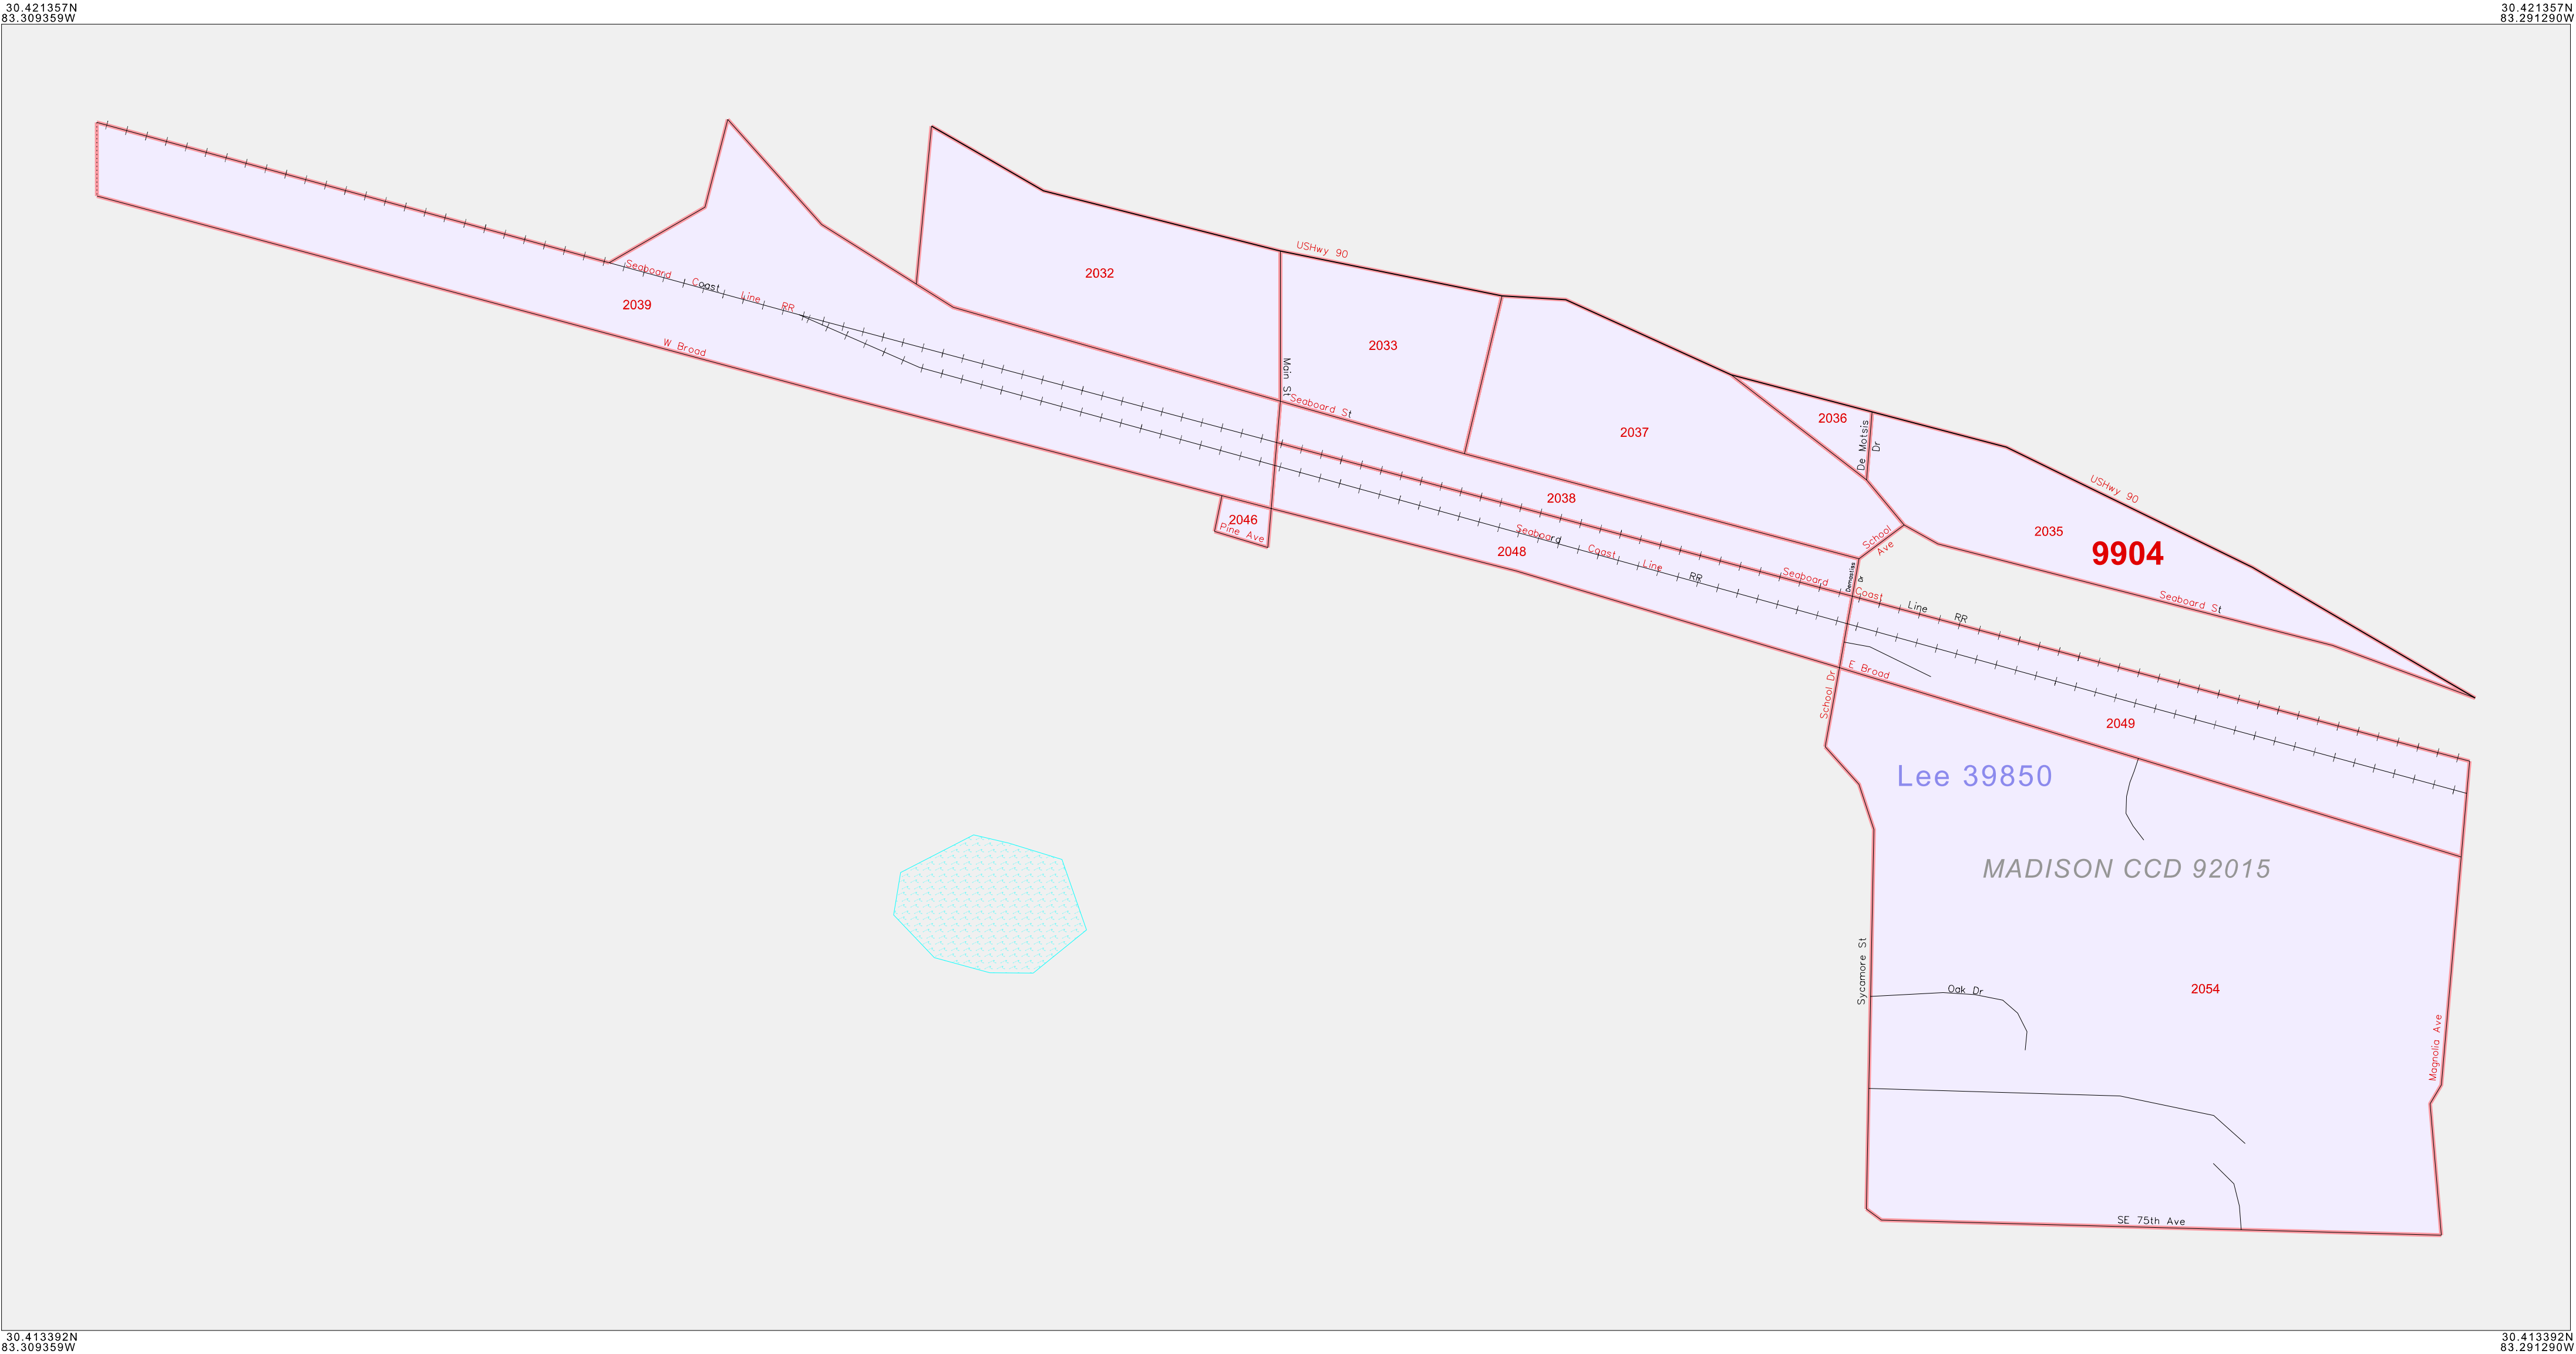 30.421357N
83.309359W
30.421357N
83.291290W
USHwy 90
2032
Seaboard Coast Line RR
2039
W Broad
2033
Main St
Seaboard St
2036
De Motsis Dr
2037
USHwy 90
2038
2046
Pine Ave
2035
9904
School Ave
Seaboard Coast Line RR
2048
Seaboard Coast Line RR
Dr
Seaboard St
E Broad
School Dr
2049
Lee 39850
MADISON CCD 92015
Sycamore St
Oak Dr
2054
Magnolia Ave
SE 75th Ave
30.413392N
83.309359W
30.413392N
83.291290W